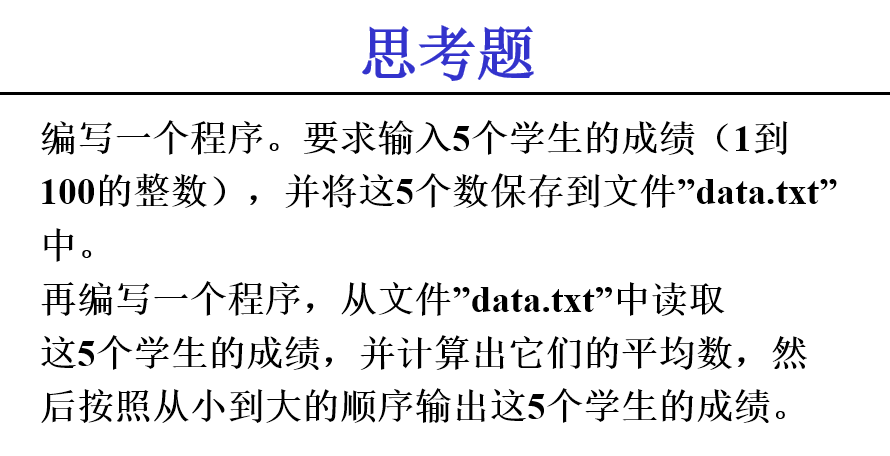 思考题
编写一个程序。要求输入5个学生的成绩（1到
100的整数），并将这5个数保存到文件”data.txt”
中。
再编写一个程序，从文件”data.txt”中读取
这5个学生的成绩，并计算出它们的平均数，然
后按照从小到大的顺序输出这5个学生的成绩。